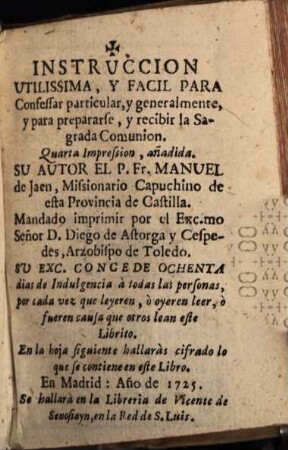 INSTRUCCION
UTILISSIMA, Y FACIL PARA
Confessar particular, y generalmente,
y para prepararse, y recibir la Sa-
grada Comunion.
Quarta Impression, añadida.
SU AUTOR EL P. Fr. MANUEL
de Jaen, Missionario Capuchino de
esta Provincia de Castilla.
Mandado imprimir por el Exc.mo
Señor D. Diego de Astorga y Cespe-
des, Arzobispo de Toledo.
SU EXC. CONCEDE OCHENTA
dias de Indulgencia à todas las personas,
por cada vez que leyeren, ò oyeren leer, ò
fueren causa que otros lean este
Librito.
En la hoja siguiente hallaràs cifrado lo
que se contiene en este Libro.
En Madrid: Año de 1725.
Se hallarà en la Libreria de Vicente de
Senosiayn, en la Red de S. Luis.